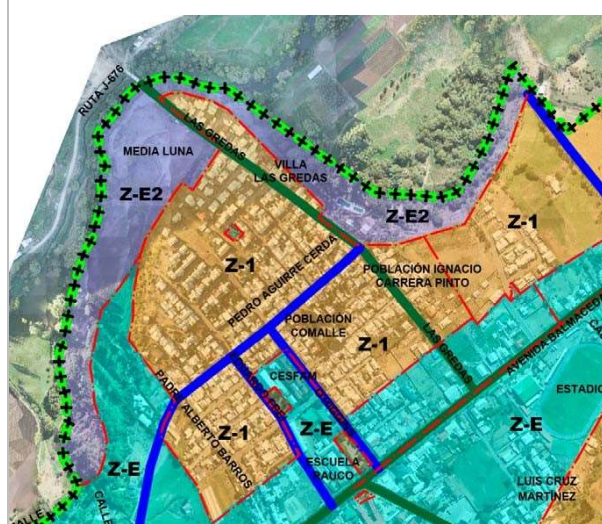 RUTA J-676
LAS GREDAS
MEDIA LUNA
VILLA
LAS GREDAS
Z-E2
Z-E2
Z-1
Z-1
PEDRO AGUIRRE CERDA
POBLACIÓN IGNACIO
CARRERA PINTO
POBLACIÓN
COMALLE
Z-1
LAS GREDAS
AVENIDA BALMACEDA
CESFAM
ESTADIO
PADRE ALBERTO BARROS
Z-1
Z-E
Z-E
Z-E
ESCUELA
RAUCO
LUIS CRUZ
MARTÍNEZ
CALLE